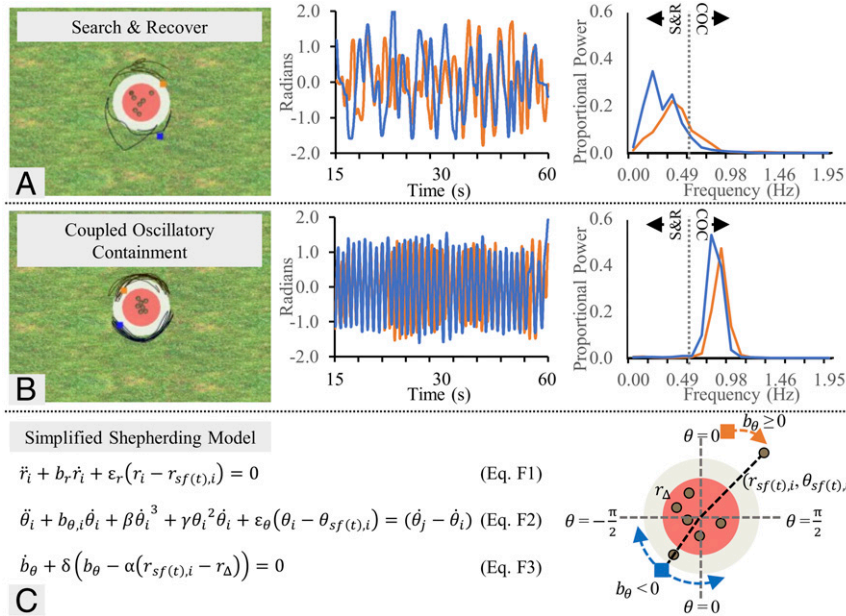 Search & Recover
2.0
1.0
0.0
-1.0
-2.0
Radians
15
60
Time (s)
0.6
0.4
0.2
0.0
Proportional Power
S&R
COC
0.00
0.49
0.98
1.46
1.95
Frequency (Hz)
A
Coupled Oscillatory
Containment
2.0
1.0
0.0
-1.0
-2.0
Radians
15
60
Time (s)
0.6
0.4
0.2
0.0
Proportional Power
S&R
COC
0.00
0.49
0.98
1.46
1.95
Frequency (Hz)
B
Simplified Shepherding Model
r̈ᵢ + bᵣṙᵢ + εᵣ(rᵢ − r_{sf(t),i}) = 0 (Eq. F1)
θ̈ᵢ + b_{θ,i}θ̇ᵢ + βθ̇ᵢ³ + γθᵢ²θ̇ᵢ + ε_θ(θᵢ − θ_{sf(t),i}) = (θ̇ⱼ − θ̇ᵢ) (Eq. F2)
ḃ_θ + δ(b_θ − α(r_{sf(t),i} − r_Δ)) = 0 (Eq. F3)
C
b_θ ≥ 0
θ = 0
(r_{sf(t),i}, θ_{sf(t),i}
r_Δ
θ = −π/2
θ = π/2
b_θ < 0
θ = 0